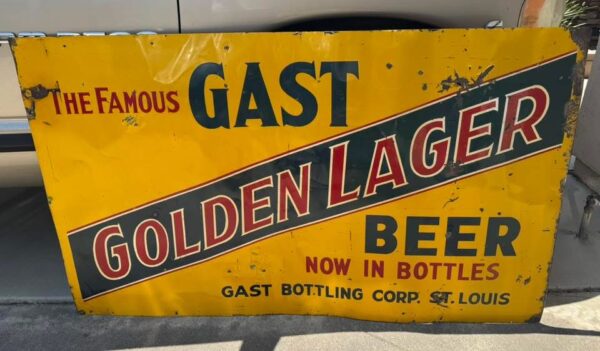 THE FAMOUS GAST
GOLDEN LAGER
BEER
NOW IN BOTTLES
GAST BOTTLING CORP. ST. LOUIS